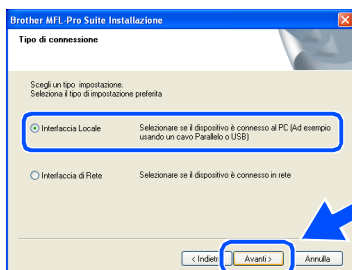 Brother MFL-Pro Suite Installazione
Tipo di connessione
Scegli un tipo impostazione.
Seleziona il tipo di impostazione preferita
Interfaccia Locale
Selezionare se il dispositivo è connesso al PC (Ad esempio
usando un cavo Parallelo o USB)
Interfaccia di Rete
Selezionare se il dispositivo è connesso in rete
< Indietr
Avanti >
Annulla